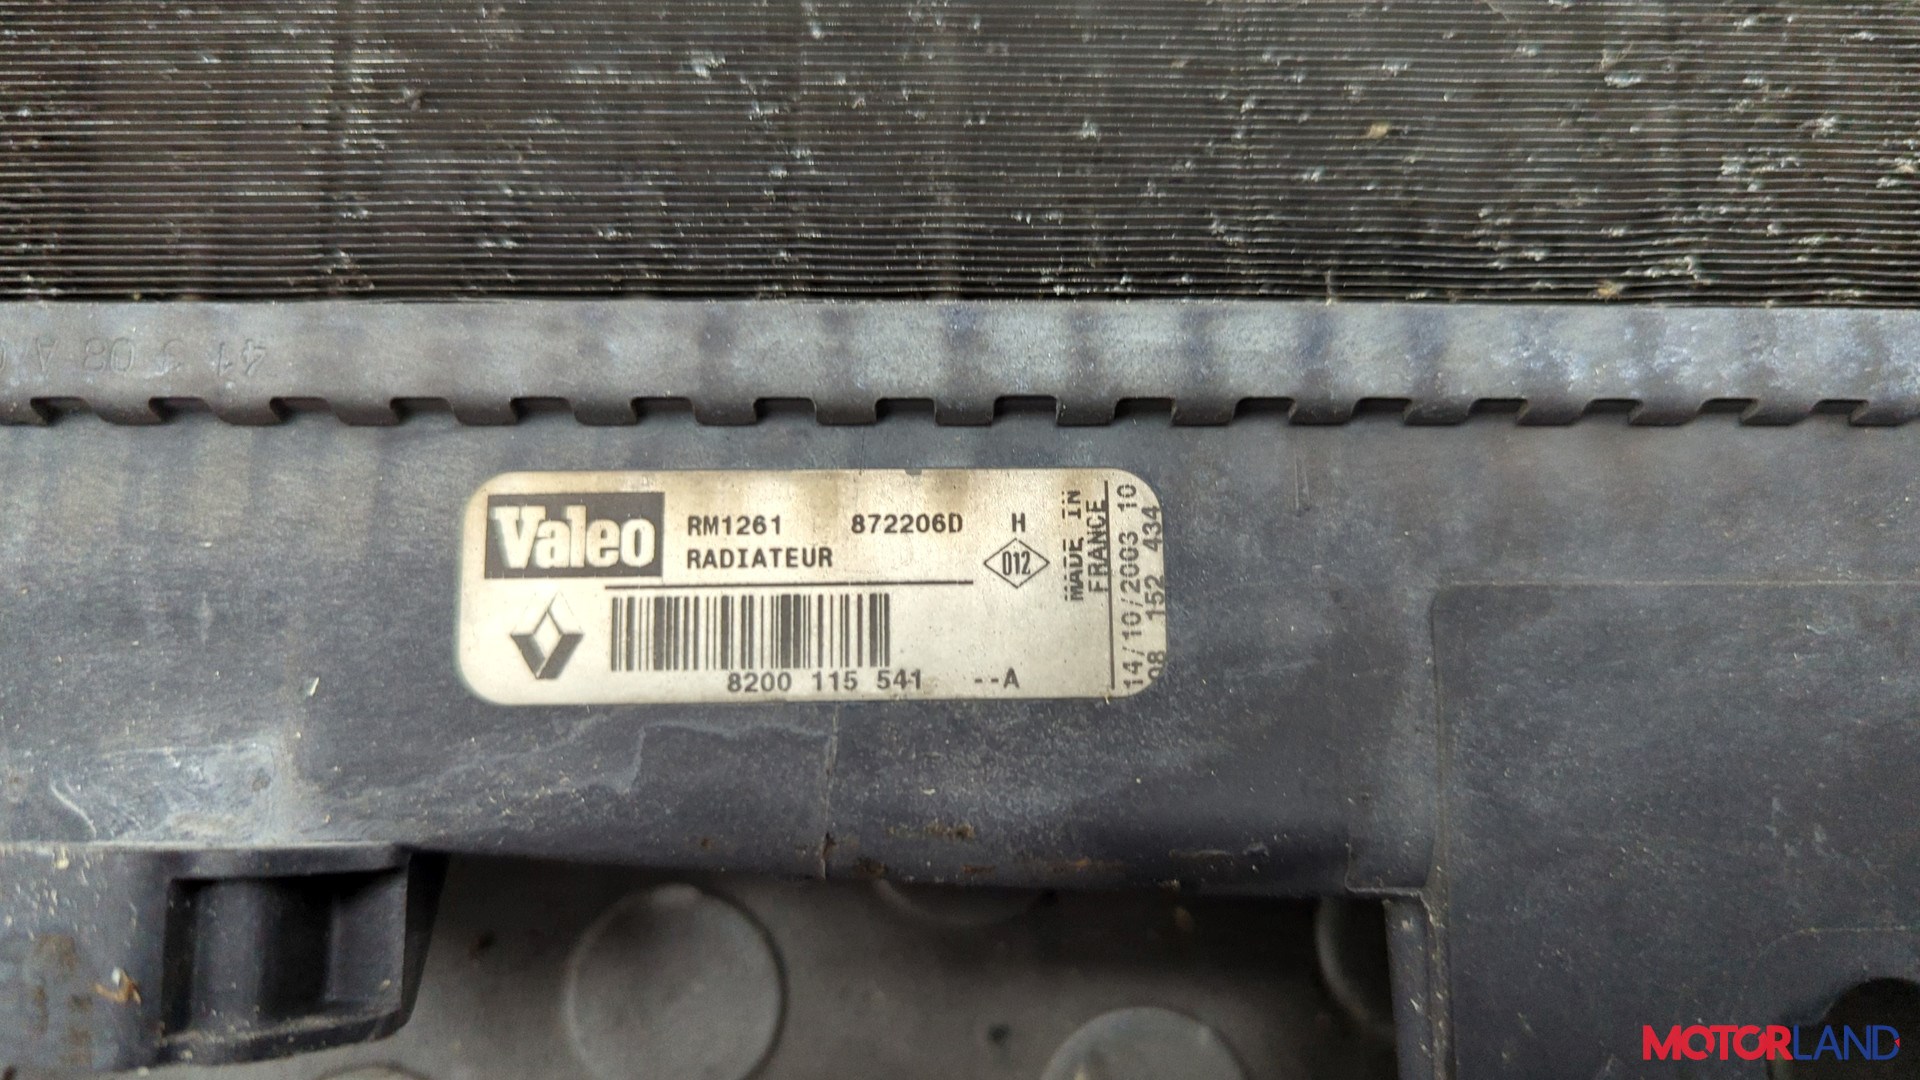 41 3 08 A
Valeo
RM1261 872206D H
RADIATEUR
012
8200 115 541 --A
MADE IN
FRANCE
14/10/2003 10
08 152 434
MOTORLAND